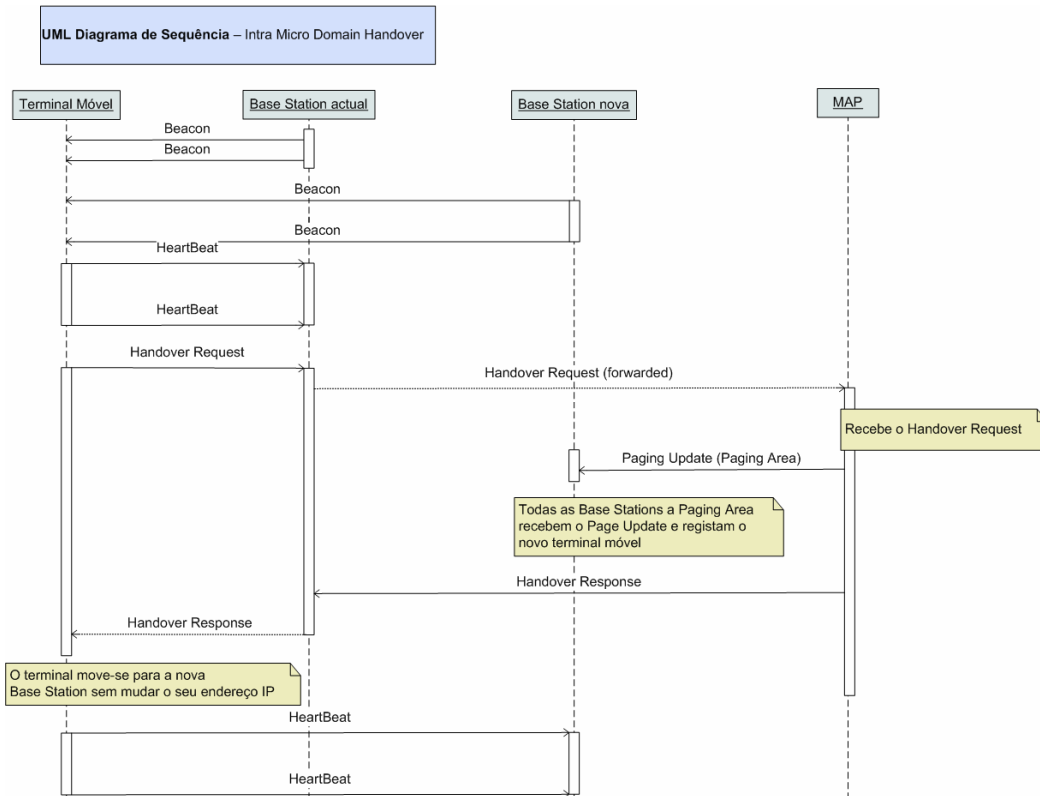 UML Diagrama de Sequência – Intra Micro Domain Handover
Terminal Móvel
Base Station actual
Base Station nova
MAP
Beacon
Beacon
Beacon
Beacon
HeartBeat
HeartBeat
Handover Request
Handover Request (forwarded)
Recebe o Handover Request
Paging Update (Paging Area)
Todas as Base Stations a Paging Area
recebem o Page Update e registam o
novo terminal móvel
Handover Response
Handover Response
O terminal move-se para a nova
Base Station sem mudar o seu endereço IP
HeartBeat
HeartBeat